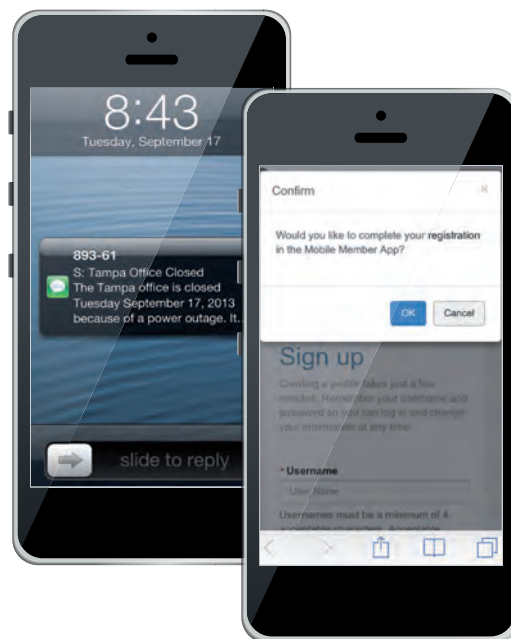 8:43
Tuesday, September 17
893-61
S: Tampa Office Closed
The Tampa office is closed
Tuesday September 17, 2013
because of a power outage. It...
slide to reply
Confirm
Would you like to complete your registration
in the Mobile Member App?
OK
Cancel
Sign up
Creating a profile takes just a few
minutes. Remember your username and
password so you can log in and change
your information at any time.
* Username
User Name
Usernames must be a minimum of 4
acceptable characters. Acceptable